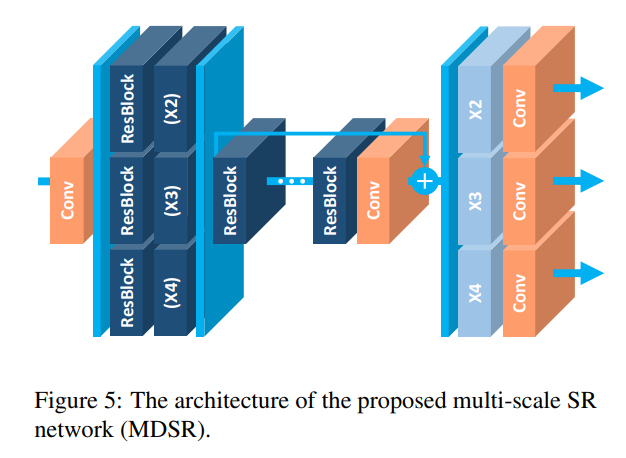 Conv
ResBlock
(X2)
ResBlock
(X3)
ResBlock
(X4)
ResBlock
ResBlock
Conv
+
X2
Conv
X3
Conv
X4
Conv
Figure 5: The architecture of the proposed multi-scale SR
network (MDSR).